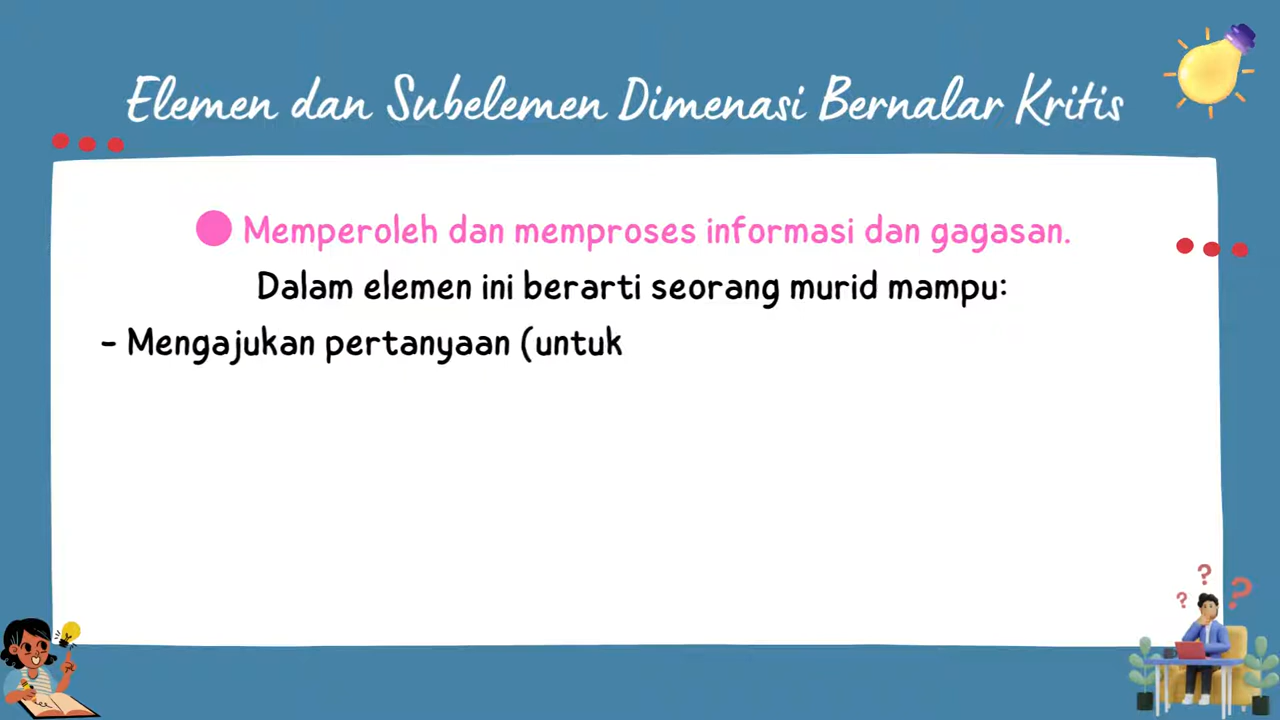 Elemen dan Subelemen Dimenasi Bernalar Kritis
Memperoleh dan memproses informasi dan gagasan.
Dalam elemen ini berarti seorang murid mampu:
- Mengajukan pertanyaan (untuk